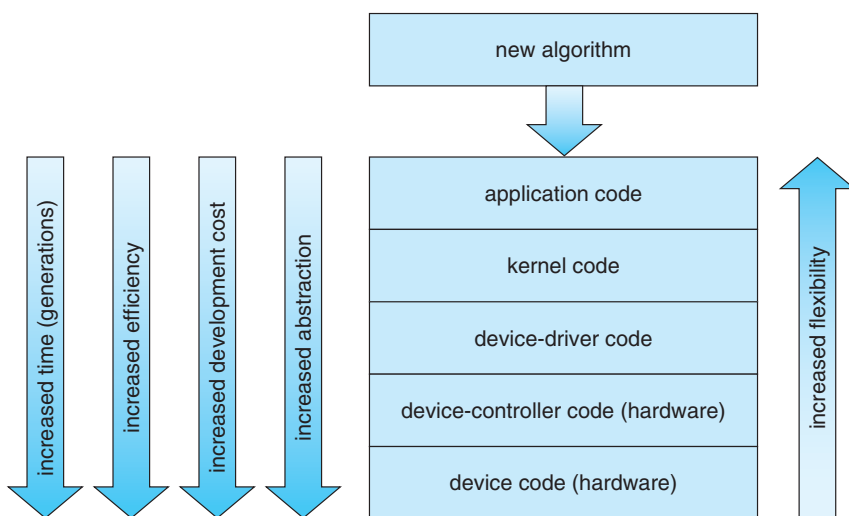 new algorithm
increased time (generations)
increased efficiency
increased development cost
increased abstraction
application code
kernel code
device-driver code
device-controller code (hardware)
device code (hardware)
increased flexibility